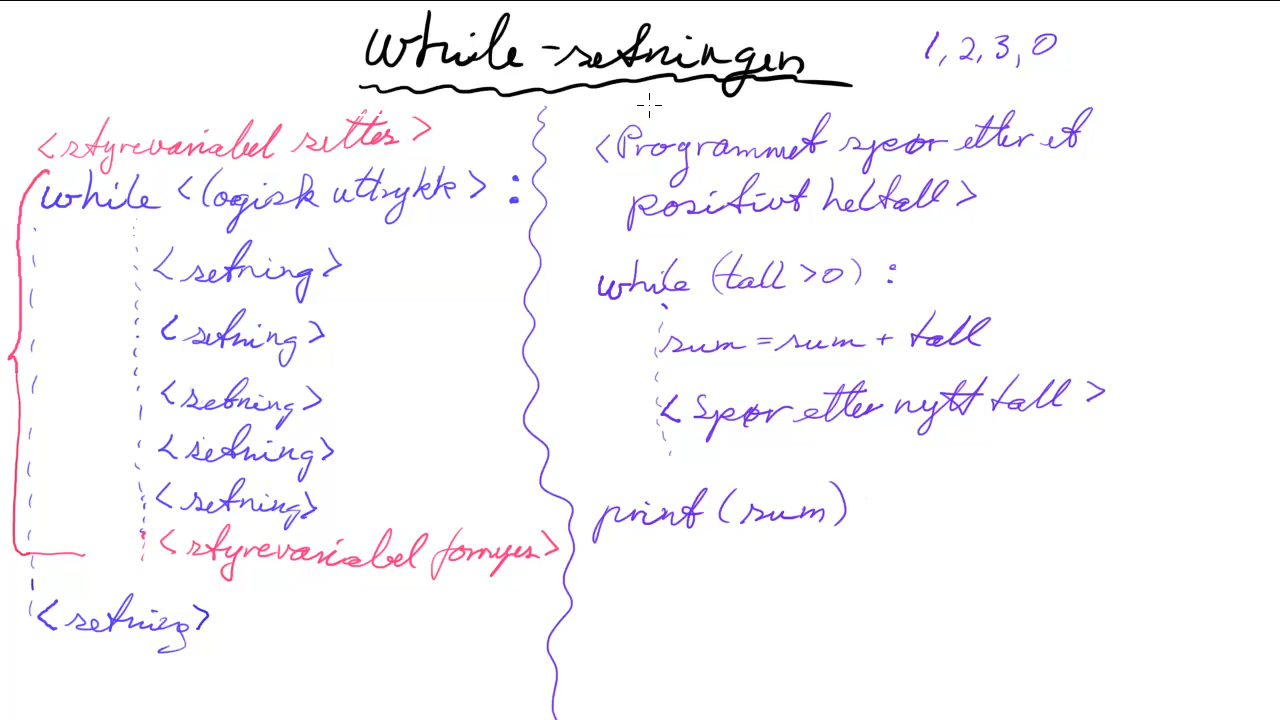 while-setningen
1, 2, 3, 0
<styrevariabel settes>
while <logisk uttrykk> :
<setning>
<setning>
<setning>
<setning>
<setning>
<styrevariabel fornyes>
<setning>
<Programmet spør etter et
positivt heltall>
while (tall > 0) :
sum = sum + tall
< Spør etter nytt tall >
print (sum)